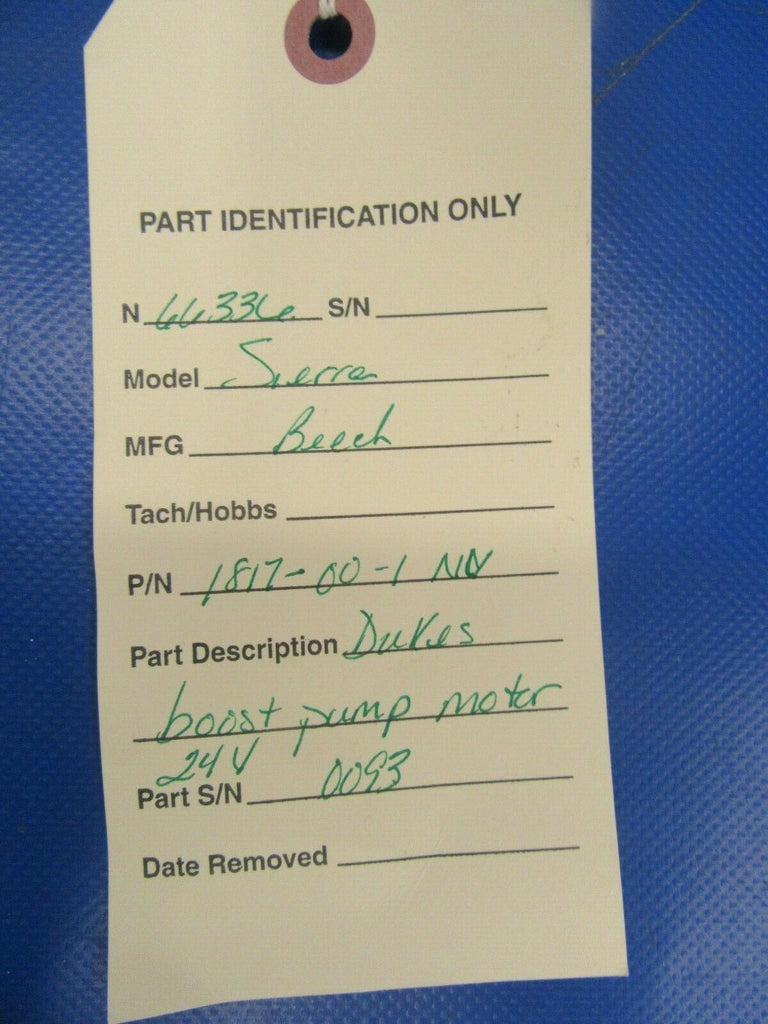 PART IDENTIFICATION ONLY
N 66336 S/N
Model Sierra
MFG Beech
Tach/Hobbs
P/N 1817-00-1 NW
Part Description Dukes
boost pump motor
24V
Part S/N 0093
Date Removed